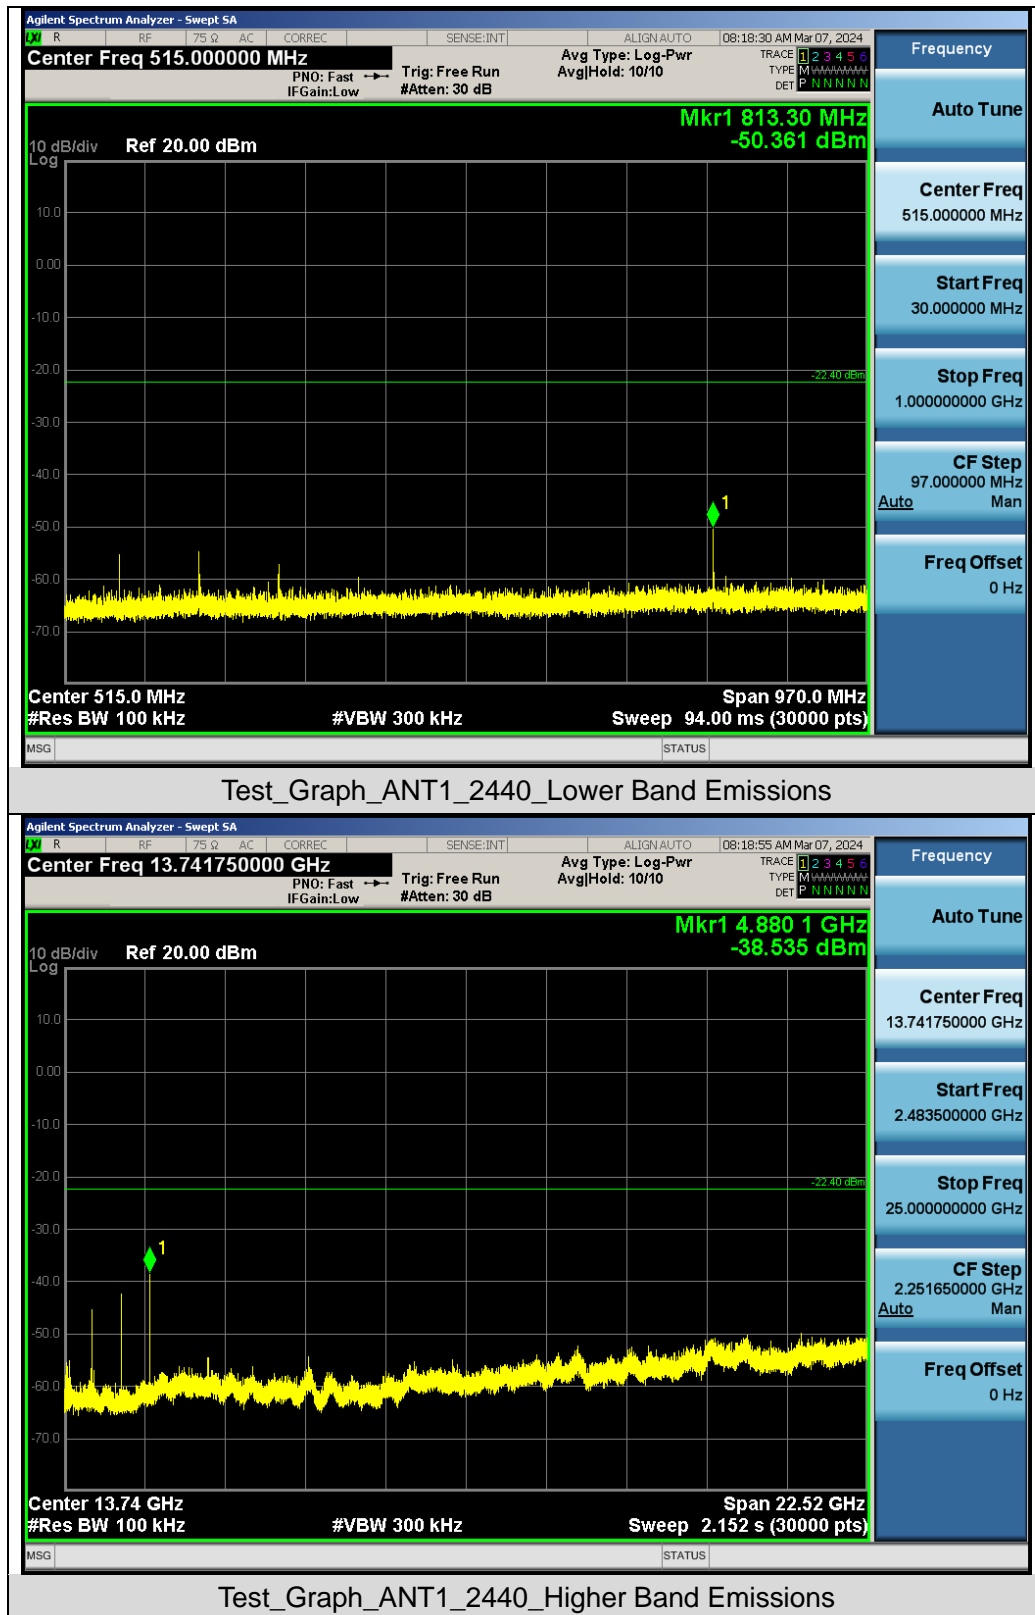 Agilent Spectrum Analyzer - Swept SA
LXI R RF 75 Ω AC CORREC SENSE:INT ALIGN AUTO 08:18:30 AM Mar 07, 2024
Center Freq 515.000000 MHz
PNO: Fast
IFGain:Low
Trig: Free Run
#Atten: 30 dB
Avg Type: Log-Pwr
Avg|Hold: 10/10
TRACE 1 2 3 4 5 6
TYPE M
DET P N N N N N
Mkr1 813.30 MHz
-50.361 dBm
10 dB/div Ref 20.00 dBm
Log
10.0
0.00
-10.0
-20.0
-22.40 dBm
-30.0
-40.0
1
-50.0
-60.0
-70.0
Center 515.0 MHz Span 970.0 MHz
#Res BW 100 kHz #VBW 300 kHz Sweep 94.00 ms (30000 pts)
MSG STATUS
Frequency
Auto Tune
Center Freq
515.000000 MHz
Start Freq
30.000000 MHz
Stop Freq
1.000000000 GHz
CF Step
97.000000 MHz
Auto Man
Freq Offset
0 Hz
Test_Graph_ANT1_2440_Lower Band Emissions
Agilent Spectrum Analyzer - Swept SA
LXI R RF 75 Ω AC CORREC SENSE:INT ALIGN AUTO 08:18:55 AM Mar 07, 2024
Center Freq 13.741750000 GHz
PNO: Fast
IFGain:Low
Trig: Free Run
#Atten: 30 dB
Avg Type: Log-Pwr
Avg|Hold: 10/10
TRACE 1 2 3 4 5 6
TYPE M
DET P N N N N N
Mkr1 4.880 1 GHz
-38.535 dBm
10 dB/div Ref 20.00 dBm
Log
10.0
0.00
-10.0
-20.0
-22.40 dBm
-30.0
1
-40.0
-50.0
-60.0
-70.0
Center 13.74 GHz Span 22.52 GHz
#Res BW 100 kHz #VBW 300 kHz Sweep 2.152 s (30000 pts)
MSG STATUS
Frequency
Auto Tune
Center Freq
13.741750000 GHz
Start Freq
2.483500000 GHz
Stop Freq
25.000000000 GHz
CF Step
2.251650000 GHz
Auto Man
Freq Offset
0 Hz
Test_Graph_ANT1_2440_Higher Band Emissions